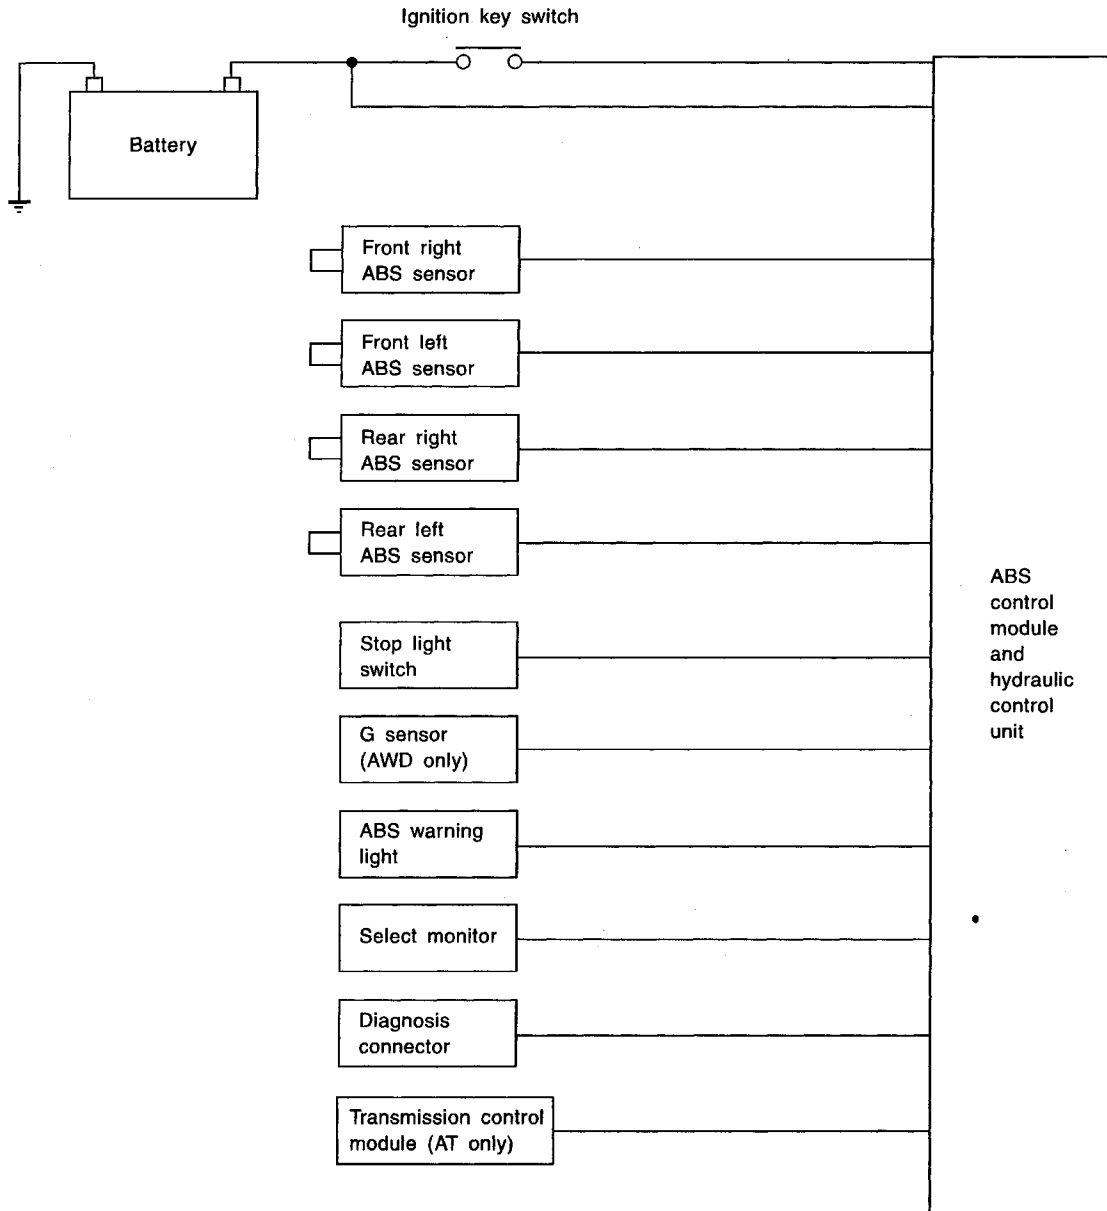 Ignition key switch
Battery
Front right
ABS sensor
Front left
ABS sensor
Rear right
ABS sensor
Rear left
ABS sensor
Stop light
switch
G sensor
(AWD only)
ABS warning
light
Select monitor
Diagnosis
connector
Transmission control
module (AT only)
ABS
control
module
and
hydraulic
control
unit